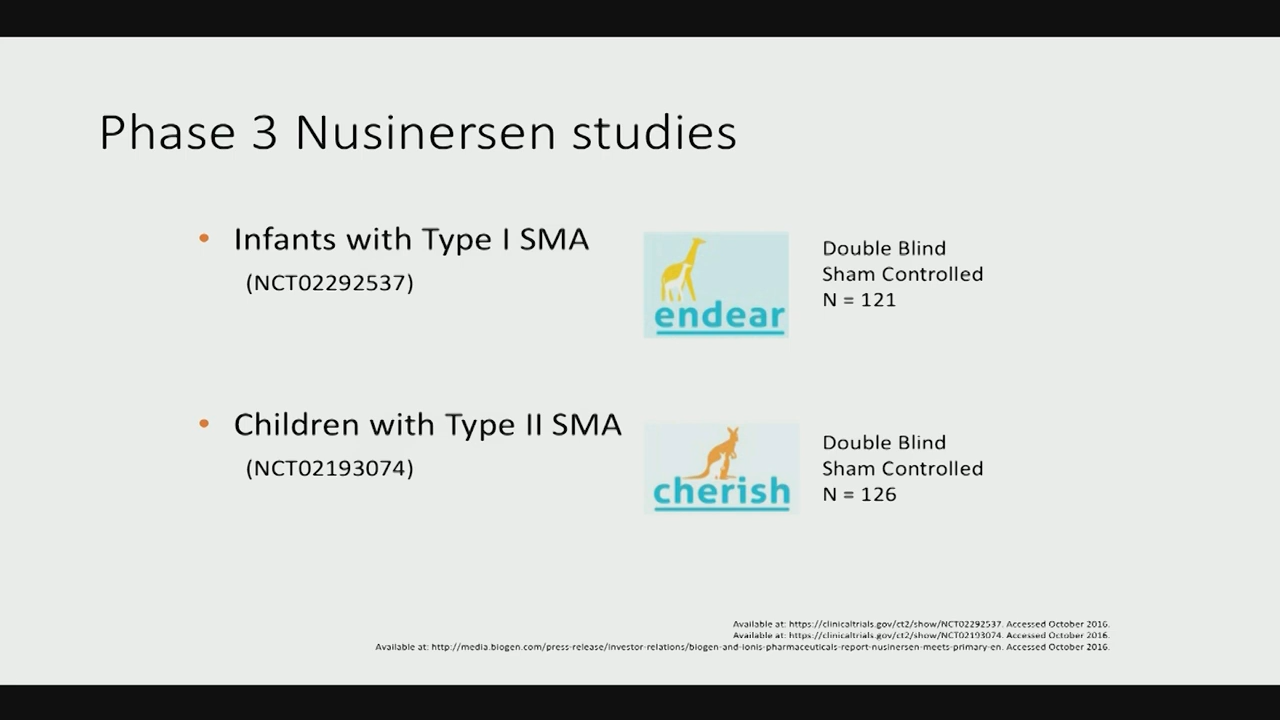 Phase 3 Nusinersen studies
• Infants with Type I SMA
(NCT02292537)
endear
Double Blind
Sham Controlled
N = 121
• Children with Type II SMA
(NCT02193074)
cherish
Double Blind
Sham Controlled
N = 126
Available at: https://clinicaltrials.gov/ct2/show/NCT02292537. Accessed October 2016.
Available at: https://clinicaltrials.gov/ct2/show/NCT02193074. Accessed October 2016.
Available at: http://media.biogen.com/press-release/investor-relations/biogen-and-ionis-pharmaceuticals-report-nusinersen-meets-primary-en. Accessed October 2016.